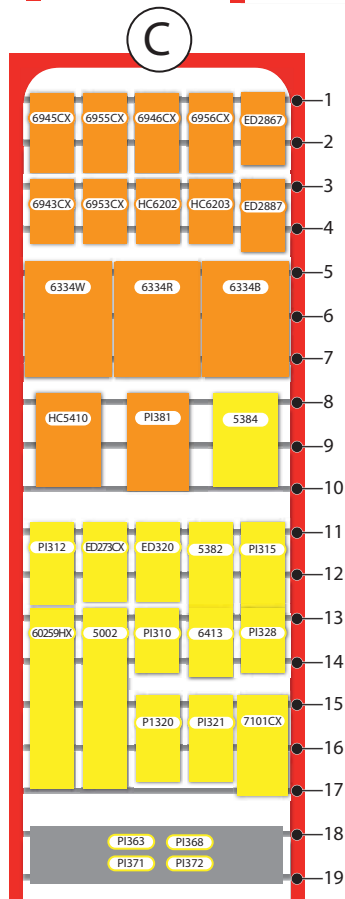 C
1
6945CX 6955CX 6946CX 6956CX ED2867
2
3
6943CX 6953CX HC6202 HC6203 ED2887
4
5
6334W 6334R 6334B
6
7
8
HC5410 PI381 5384
9
10
11
PI312 ED273CX ED320 5382 PI315
12
13
60259HX 5002 PI310 6413 PI328
14
15
P1320 PI321 7101CX
16
17
18
PI363 PI368
PI371 PI372
19